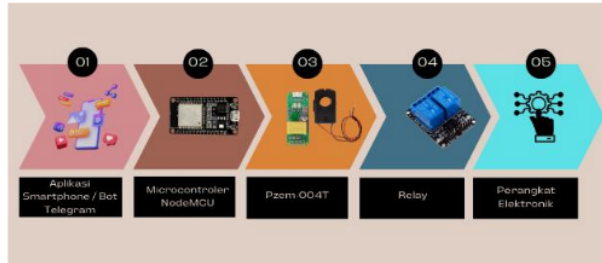 01
02
03
04
05
Aplikasi
Smartphone / Bot
Telegram
Microcontroler
NodeMCU
Pzem-004T
Relay
Perangkat
Elektronik